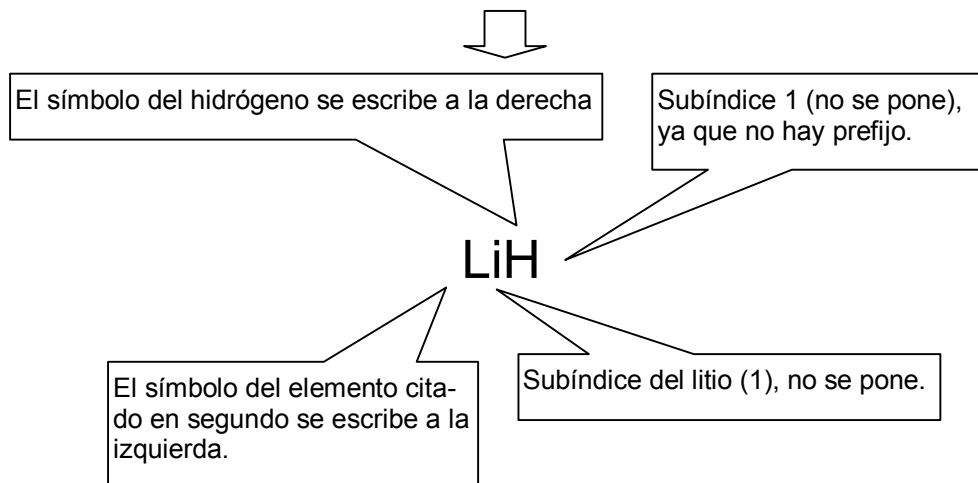 El símbolo del hidrógeno se escribe a la derecha
Subíndice 1 (no se pone),
ya que no hay prefijo.
LiH
El símbolo del elemento cita-
do en segundo se escribe a la
izquierda.
Subíndice del litio (1), no se pone.